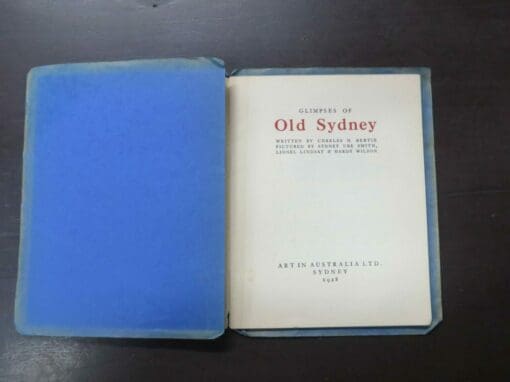 GLIMPSES OF
Old Sydney
WRITTEN BY CHARLES H. BERTIE
PICTURED BY SYDNEY URE SMITH,
LIONEL LINDSAY & HARDY WILSON
ART IN AUSTRALIA LTD.
SYDNEY
1928